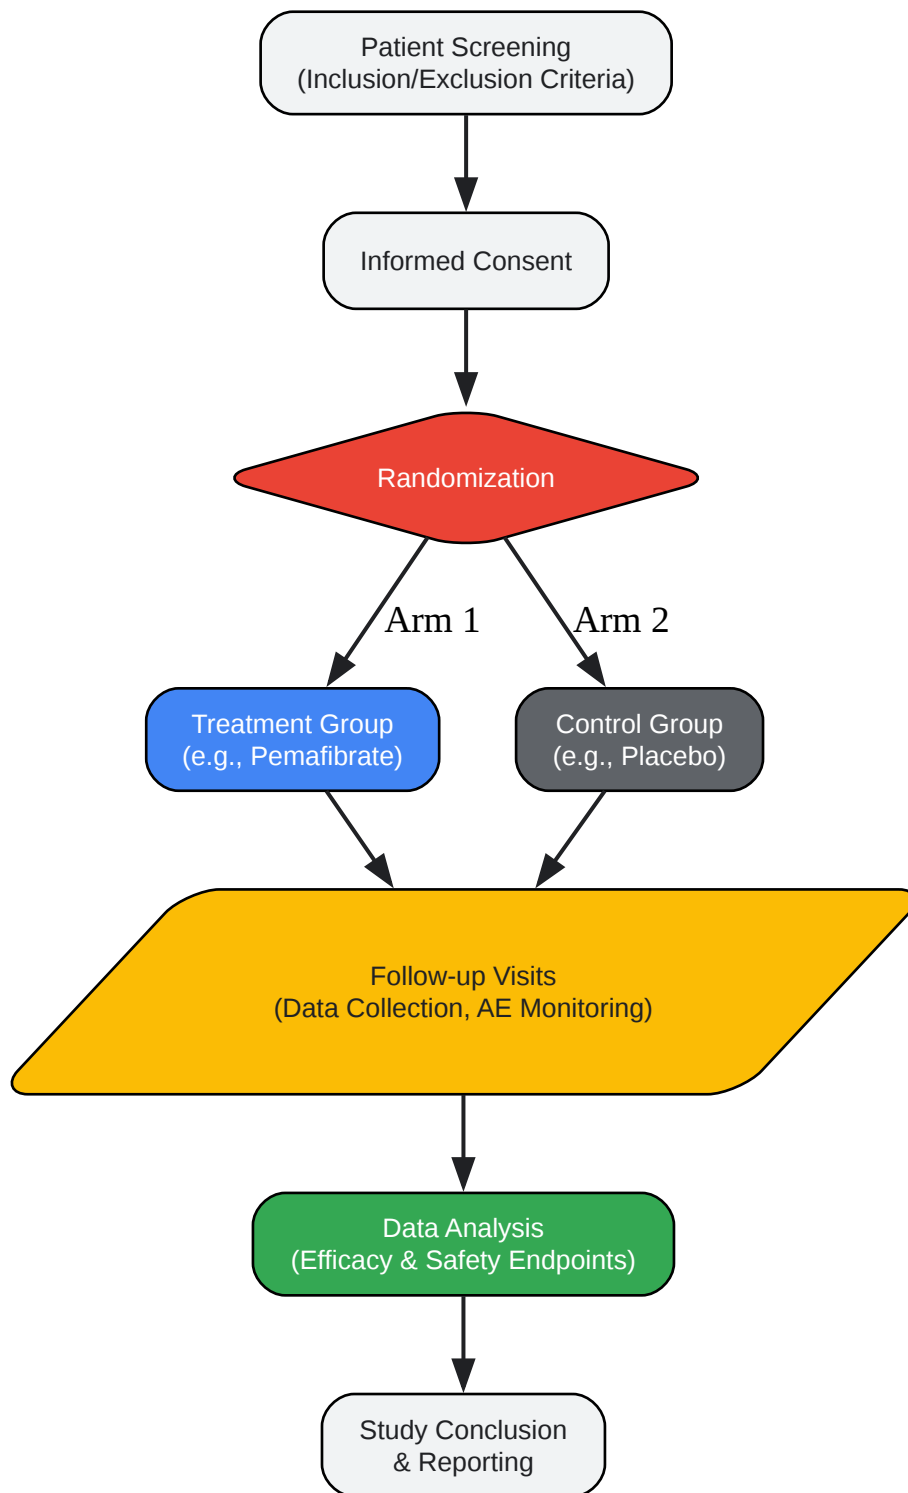 Patient Screening
(Inclusion/Exclusion Criteria)
Informed Consent
Randomization
Arm 1
Arm 2
Treatment Group
(e.g., Pemafibrate)
Control Group
(e.g., Placebo)
Follow-up Visits
(Data Collection, AE Monitoring)
Data Analysis
(Efficacy & Safety Endpoints)
Study Conclusion
& Reporting